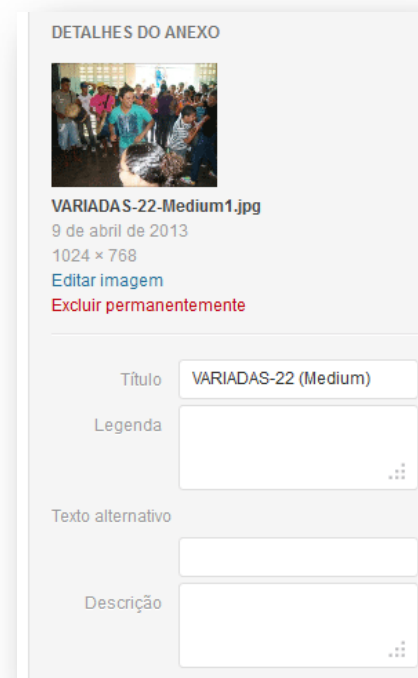 DETALHES DO ANEXO
VARIADAS-22-Medium1.jpg
9 de abril de 2013
1024 × 768
Editar imagem
Excluir permanentemente
Título VARIADAS-22 (Medium)
Legenda
Texto alternativo
Descrição